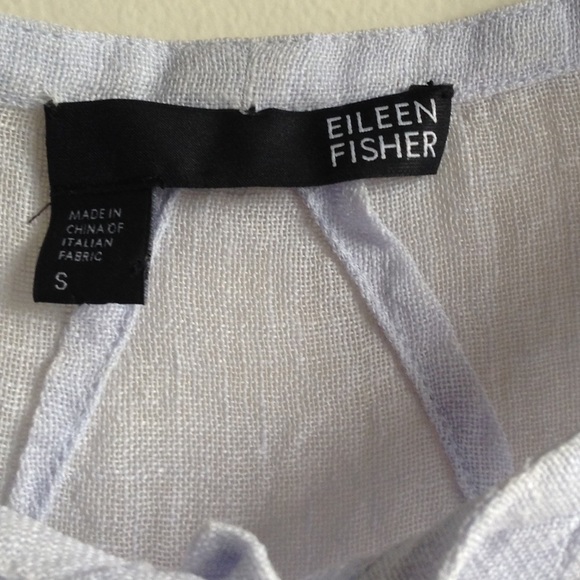 EILEEN
FISHER
MADE IN
CHINA OF
ITALIAN
FABRIC
S